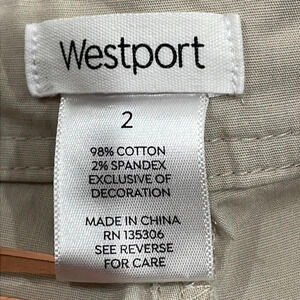 Westport
2
98% COTTON
2% SPANDEX
EXCLUSIVE OF
DECORATION
MADE IN CHINA
RN 135306
SEE REVERSE
FOR CARE